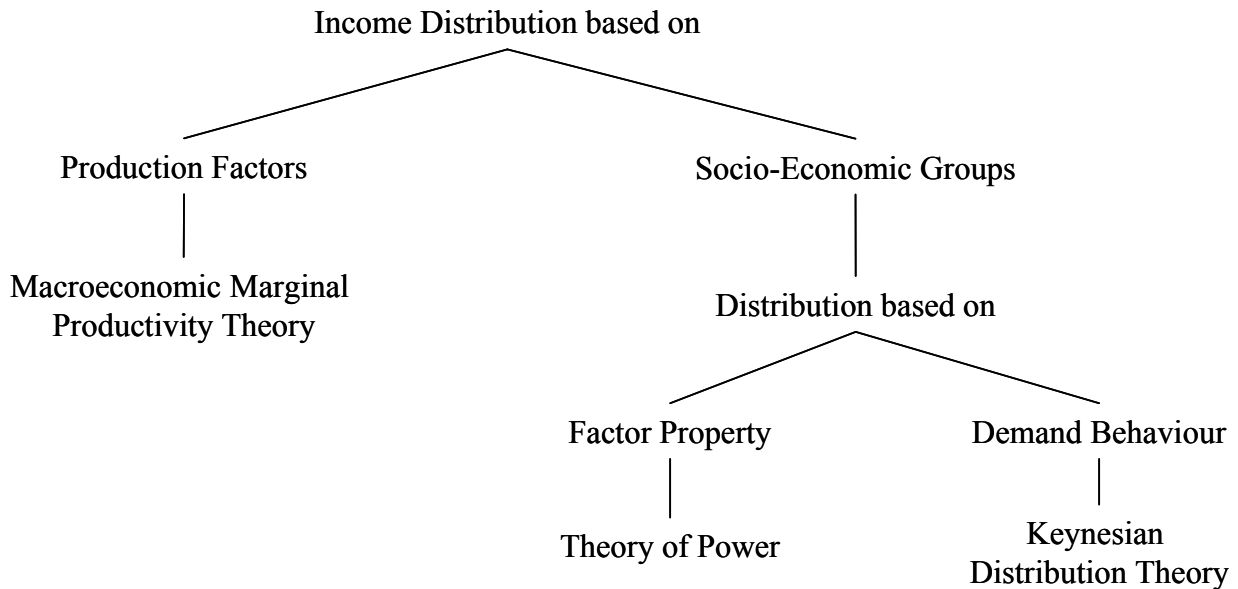 Income Distribution based on
Production Factors
Socio-Economic Groups
Macroeconomic Marginal
Productivity Theory
Distribution based on
Factor Property
Demand Behaviour
Theory of Power
Keynesian
Distribution Theory